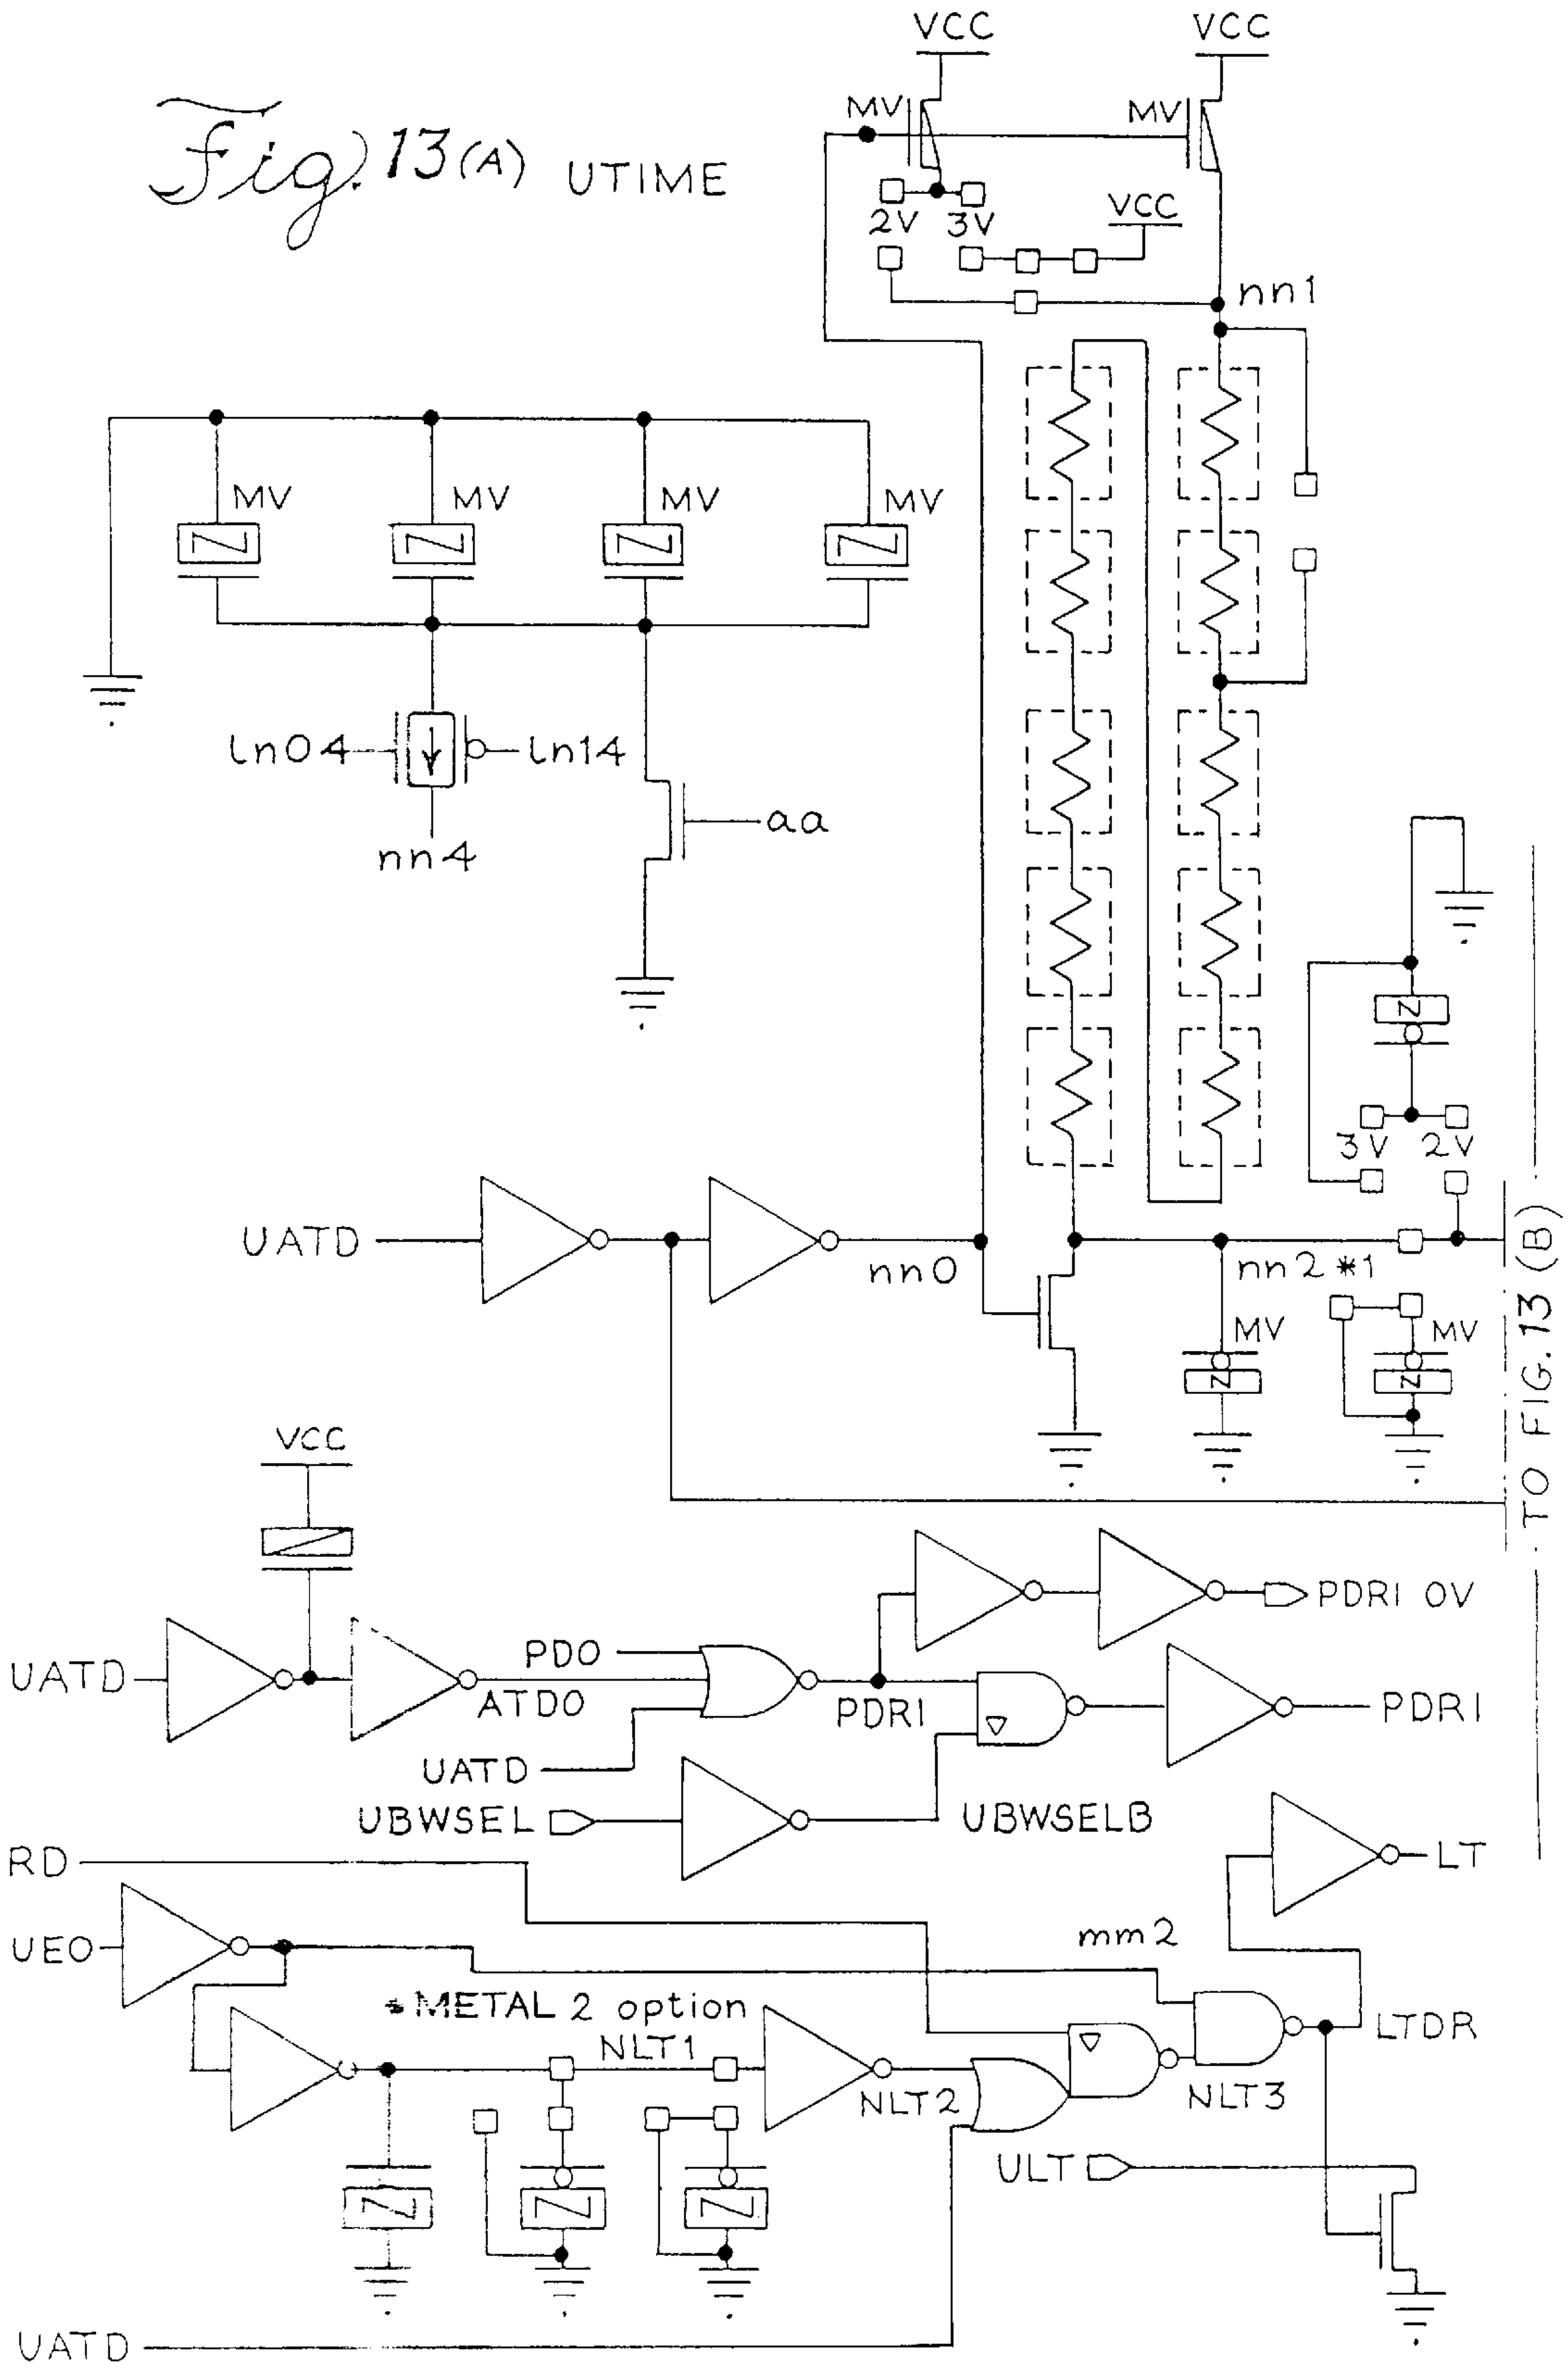 Fig. 13(A) UTIME
VCC
VCC
MV
MV
2V 3V
VCC
nn1
MV
MV
MV
MV
ln04
ln14
nn4
aa
3V 2V
UATD
nn0
nn2*1
MV
MV
TO FIG. 13 (B)
VCC
UATD
PDO
ATDO
UATD
PDRI
PDRI OV
PDRI
UBWSEL
UBWSELB
RD
UEO
mm2
LT
*METAL 2 option
NLT1
NLT2
NLT3
LTDR
ULT
UATD